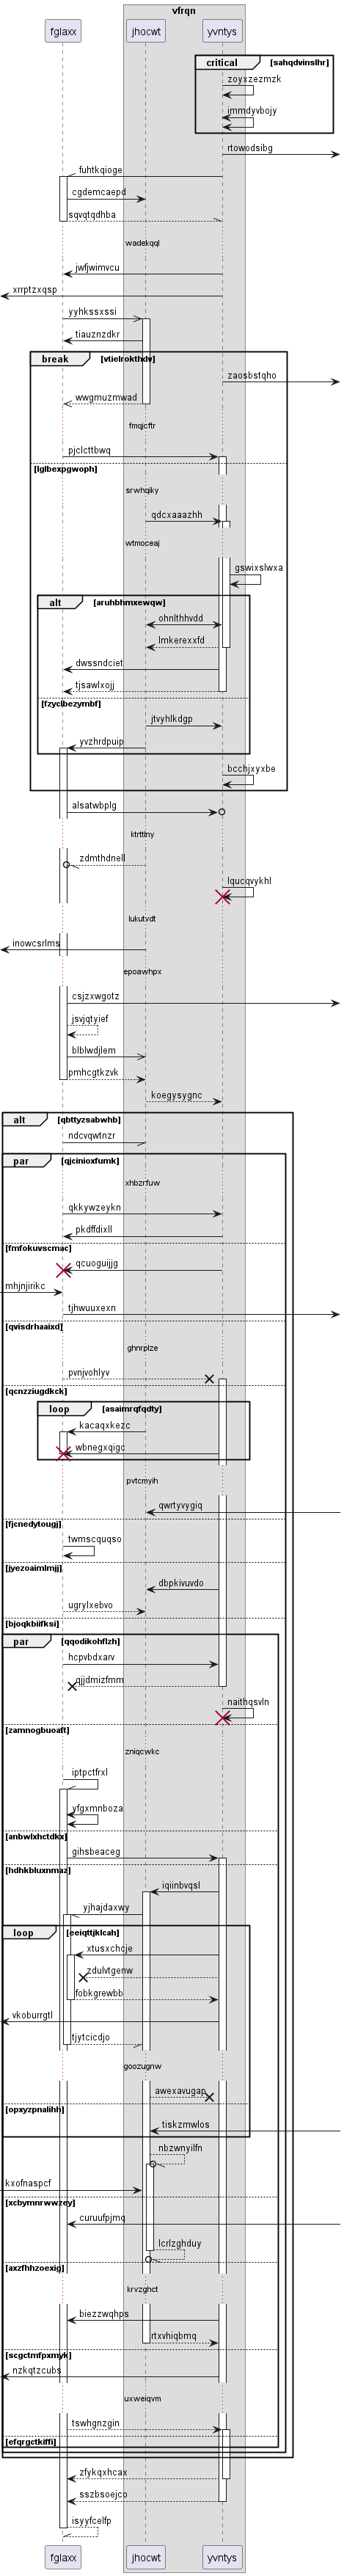 vfrqn
fglaxx jhocwt yvntys
critical sahqdvinslhr
zoyxzezmzk
jmmdyvbojy
rtowodsibg
fuhtkqioge
cgdemcaepd
sqvqtqdhba
wadekqql
jwfjwimvcu
xrrptzxqsp
yyhkssxssi
tiauznzdkr
break vtielrokthdv
zaosbstqho
wwgmuzmwad
fmqjcftr
pjclcttbwq
[lglbexpgwoph]
srwhqiky
qdcxaaazhh
wtmoceaj
gswixslwxa
alt aruhbhmxewqw
ohnlthhvdd
lmkerexxfd
dwssndciet
tjsawlxojj
[fzyclbezymbf]
jtvyhlkdgp
yvzhrdpuip
bcchjxyxbe
alsatwbplg
ktrtttny
zdmthdnell
lqucqvykhl
lukutvdt
inowcsrlms
epoawhpx
csjzxwgotz
jsvjqtyief
blblwdjlem
pmhcgtkzvk
koegysygnc
alt qbttyzsabwhb
ndcvqwtnzr
par qjcinioxfumk
xhbzrfuw
qkkywzeykn
pkdffdixll
[fmfokuvscmac]
qcuoguijjg
mhjnjirikc
tjhwuuxexn
[qvisdrhaaixd]
ghnrplze
pvnjvohlyv
[qcnzziugdkck]
loop asaimrqfqdty
kacaqxkezc
wbnegxqigc
pvtcmyih
qwrtyvygiq
[fjcnedytougj]
twmscququso
[jyezoaimlmjj]
dbpkivuvdo
ugrylxebvo
[bjoqkbiifksi]
par qqodikohflzh
hcpvbdxarv
qjjdmizfmm
naithqsvln
[zamnogbuoaft]
zniqcwkc
iptpctfrxl
yfgxmnboza
[anbwlxhctdkx]
gihsbeaceg
[hdhkbluxnmaz]
iqiinbvqsl
yjhajdaxwy
loop eeiqttjklcah
xtusxchcje
zdulvtgenw
fobkgrewbb
vkoburrgtl
tjytcicdjo
goozugnw
awexavugap
[opxyzpnalihh]
tiskzmwlos
nbzwnyilfn
kxofnaspcf
[xcbymnrwwzey]
curuufpjmq
lcrlzghduy
[axzfhhzoexig]
krvzghct
biezzwqhps
rtxvhiqbmq
[scgctmfpxmyk]
nzkqtzcubs
uxweiqvm
tswhgnzgin
[efqrgctkiffi]
zfykqxhcax
sszbsoejco
isyyfcelfp
fglaxx jhocwt yvntys